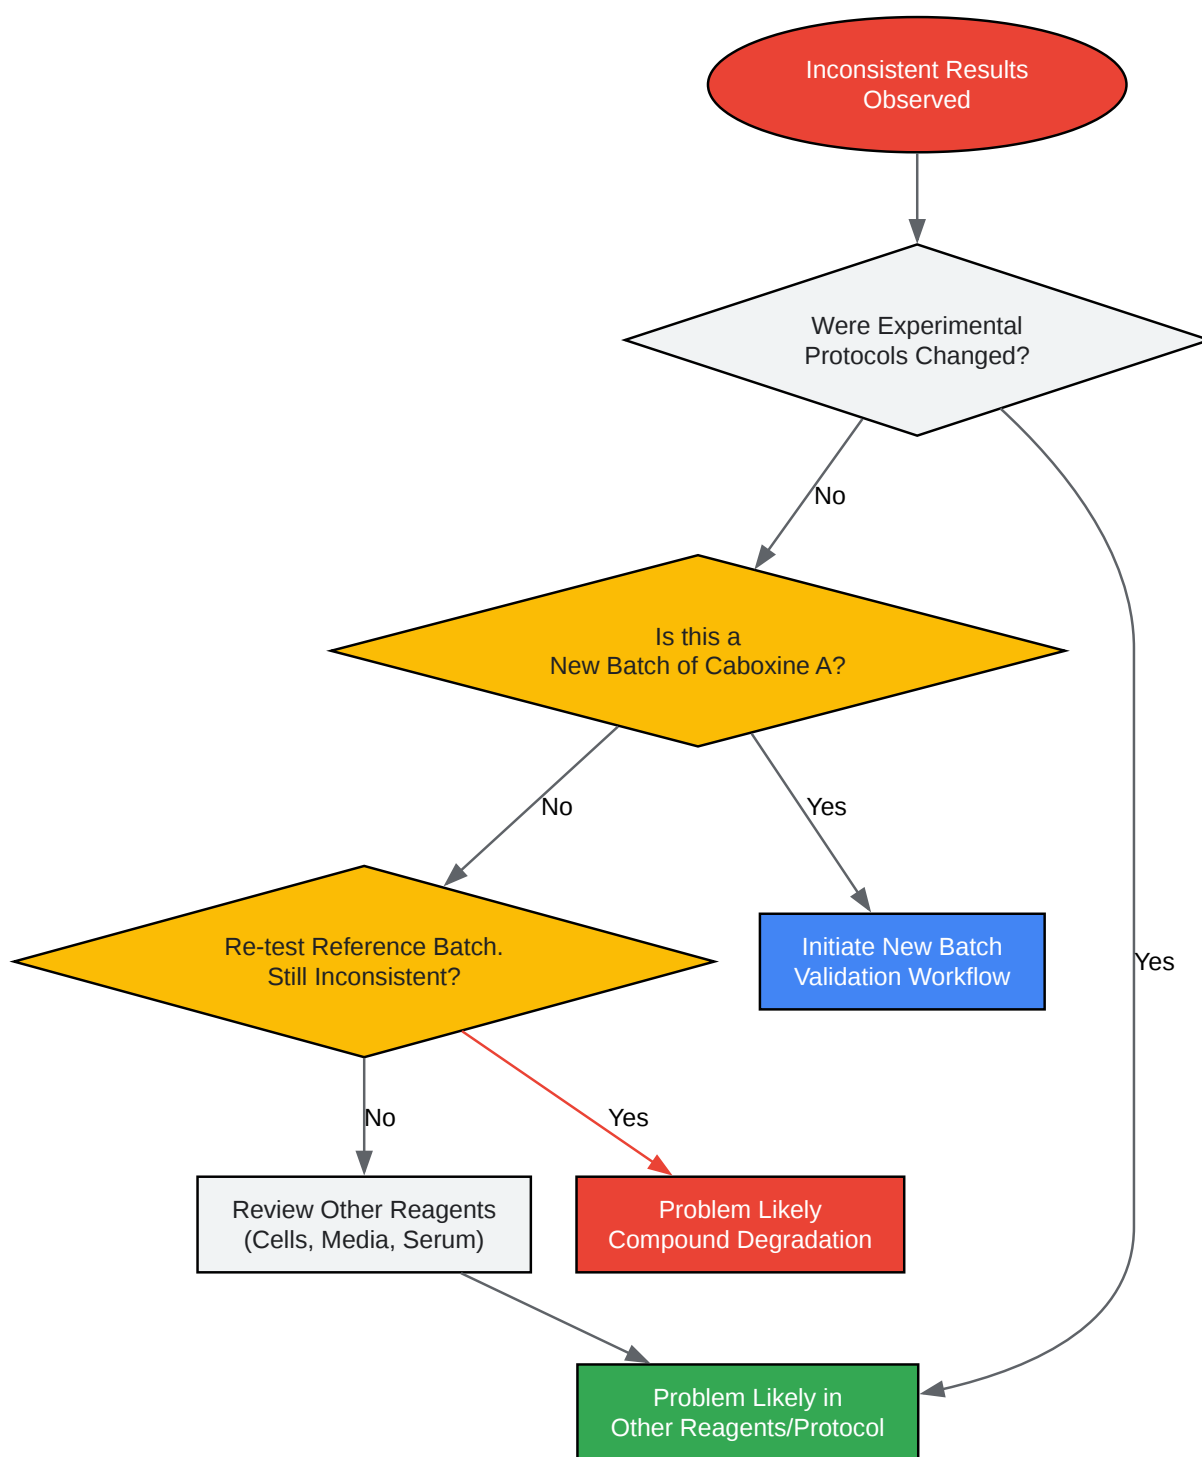 Inconsistent Results
Observed
Were Experimental
Protocols Changed?
No
Is this a
New Batch of Caboxine A?
No
Yes
Re-test Reference Batch.
Still Inconsistent?
Initiate New Batch
Validation Workflow
Yes
No
Yes
Review Other Reagents
(Cells, Media, Serum)
Problem Likely
Compound Degradation
Problem Likely in
Other Reagents/Protocol